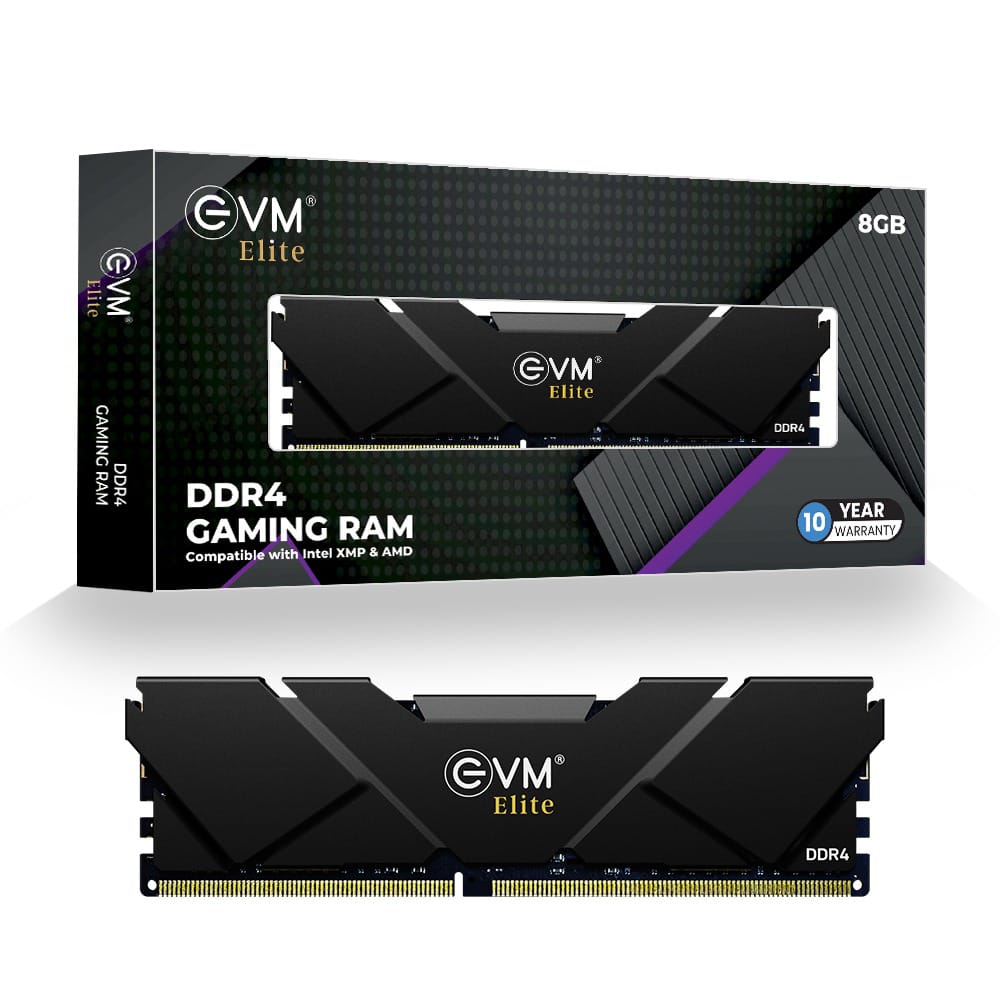 EVM®
Elite
8GB
EVM®
Elite
DDR4
GAMING RAM
EVM®
Elite
DDR4
DDR4
GAMING RAM
Compatible with Intel XMP & AMD
10 YEAR
WARRANTY
EVM®
Elite
DDR4